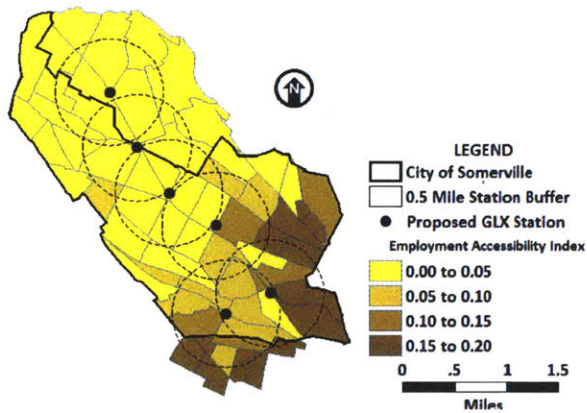 N
LEGEND
City of Somerville
0.5 Mile Station Buffer
Proposed GLX Station
Employment Accessibility Index
0.00 to 0.05
0.05 to 0.10
0.10 to 0.15
0.15 to 0.20
0 .5 1 1.5
Miles